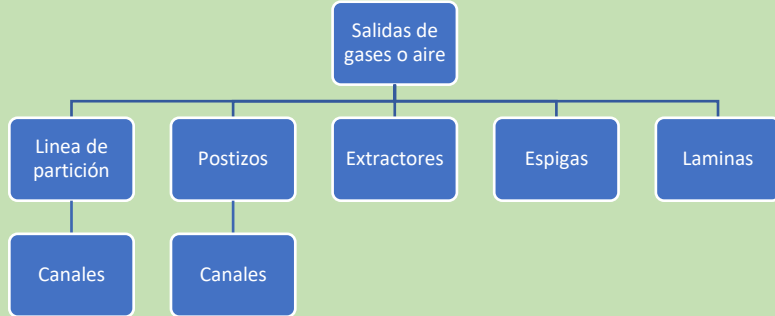 Salidas de
gases o aire
Linea de
partición
Postizos
Extractores
Espigas
Laminas
Canales
Canales